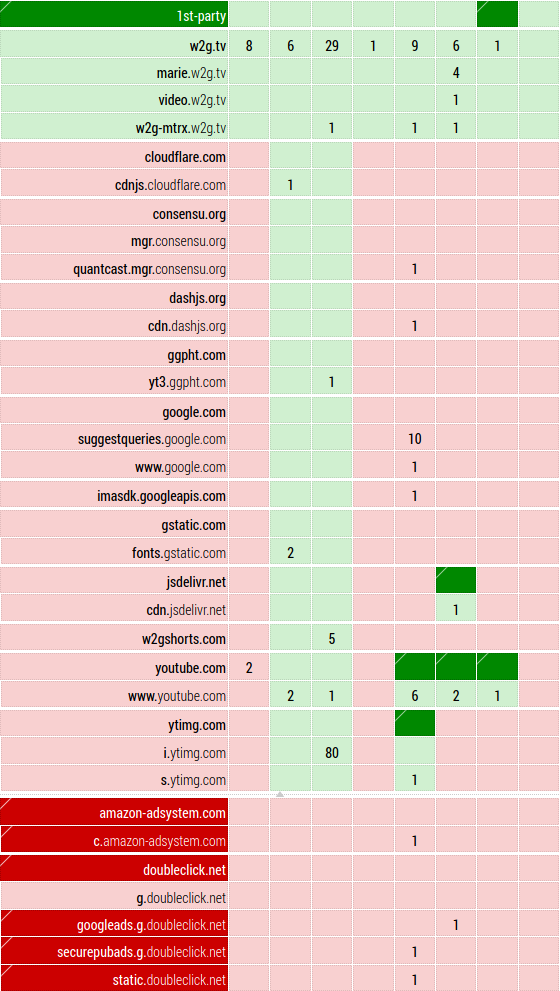 1st-party
w2g.tv 8 6 29 1 9 6 1
marie.w2g.tv 4
video.w2g.tv 1
w2g-mtrx.w2g.tv 1 1 1
cloudflare.com
cdnjs.cloudflare.com 1
consensu.org
mgr.consensu.org
quantcast.mgr.consensu.org 1
dashjs.org
cdn.dashjs.org 1
ggpht.com
yt3.ggpht.com 1
google.com
suggestqueries.google.com 10
www.google.com 1
imasdk.googleapis.com 1
gstatic.com
fonts.gstatic.com 2
jsdelivr.net
cdn.jsdelivr.net 1
w2gshorts.com 5
youtube.com 2
www.youtube.com 2 1 6 2 1
ytimg.com
i.ytimg.com 80
s.ytimg.com 1
amazon-adsystem.com
c.amazon-adsystem.com 1
doubleclick.net
g.doubleclick.net
googleads.g.doubleclick.net 1
securepubads.g.doubleclick.net 1
static.doubleclick.net 1